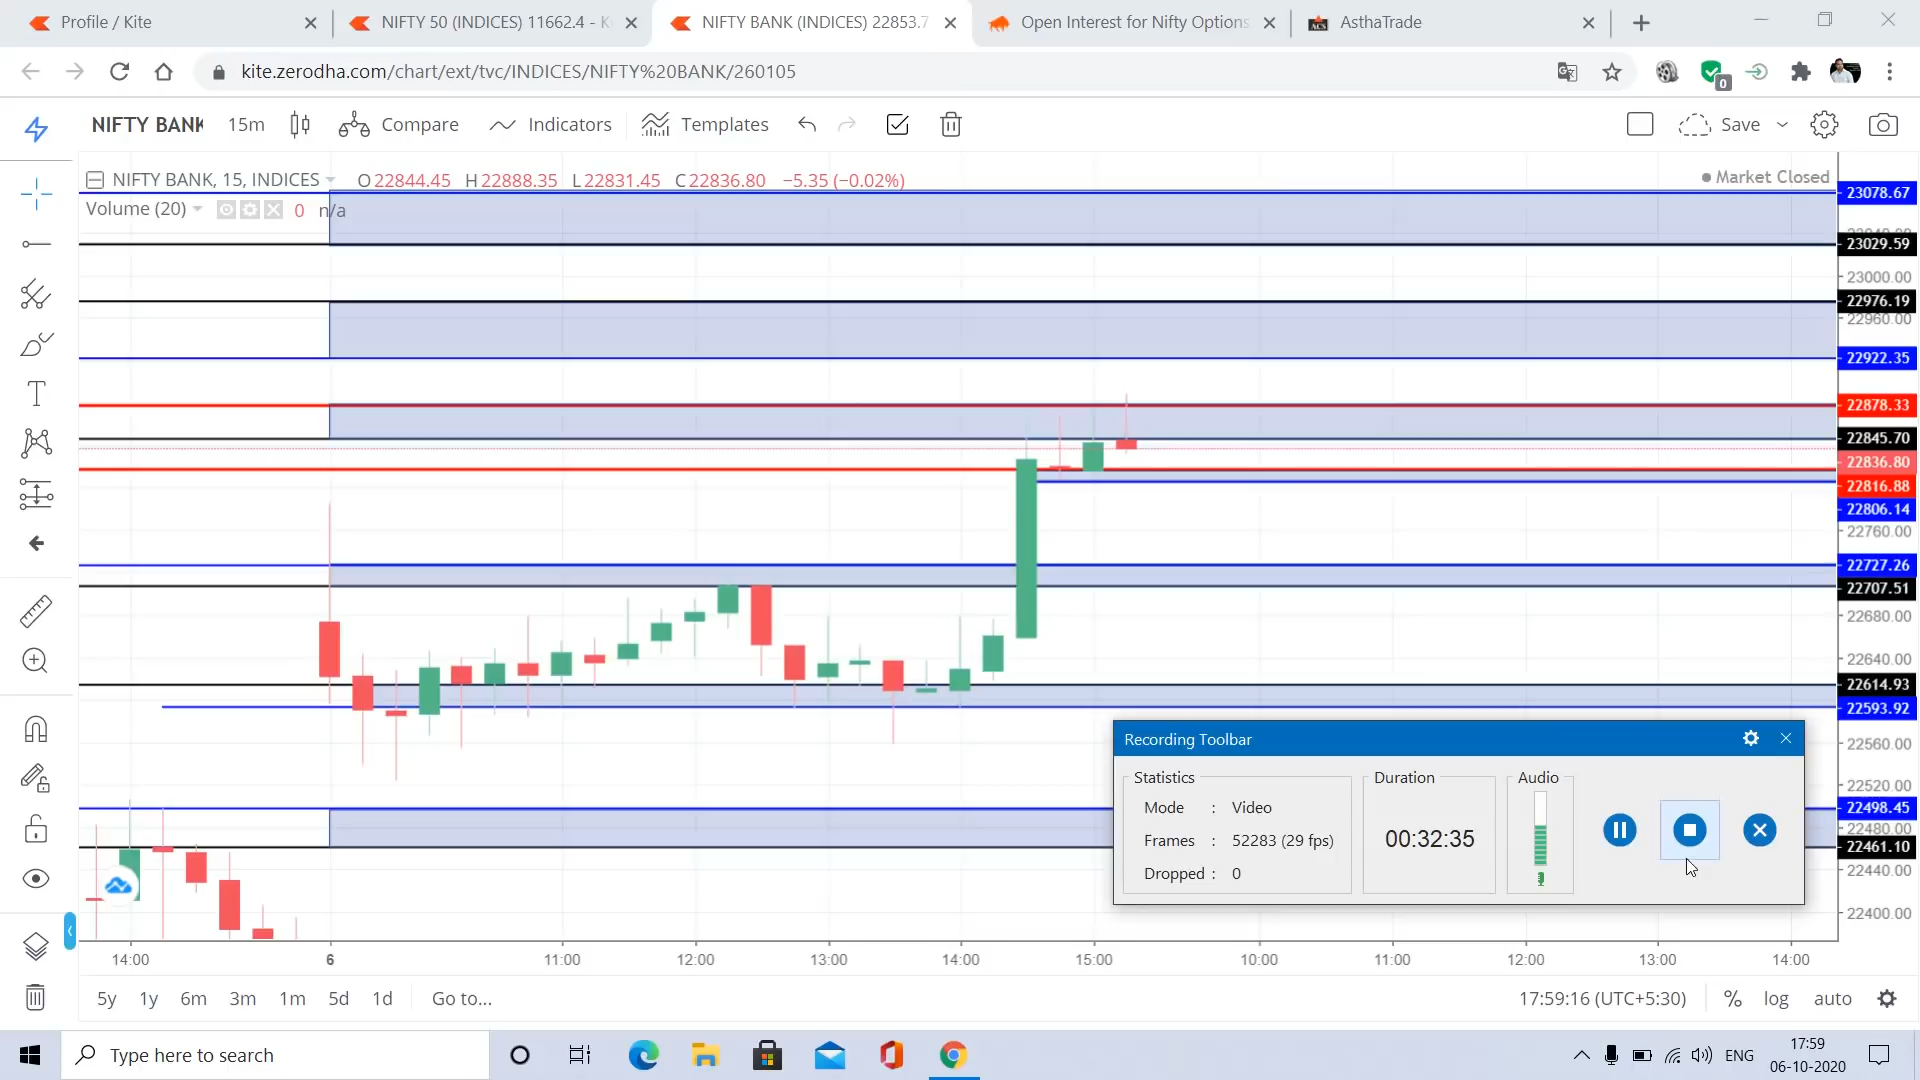 Profile / Kite
NIFTY 50 (INDICES) 11662.4 - K
NIFTY BANK (INDICES) 22853.7
Open Interest for Nifty Options
AsthaTrade
kite.zerodha.com/chart/ext/tvc/INDICES/NIFTY%20BANK/260105
0
NIFTY BANK
15m
Compare
Indicators
Templates
Save
NIFTY BANK, 15, INDICES O22844.45 H22888.35 L22831.45 C22836.80 −5.35 (−0.02%)
Market Closed
Volume (20) 0 n/a
23078.67
23029.59
23000.00
22976.19
22960.00
22922.35
22878.33
22845.70
22836.80
22816.88
22806.14
22760.00
22727.26
22707.51
22680.00
22640.00
22614.93
22593.92
22560.00
22520.00
22498.45
22480.00
22461.10
22440.00
22400.00
Recording Toolbar
Statistics
Mode : Video
Frames : 52283 (29 fps)
Dropped : 0
Duration
00:32:35
Audio
14:00 6 11:00 12:00 13:00 14:00 15:00 10:00 11:00 12:00 13:00 14:00
5y 1y 6m 3m 1m 5d 1d Go to...
17:59:16 (UTC+5:30) % log auto
Type here to search
ENG
17:59
06-10-2020